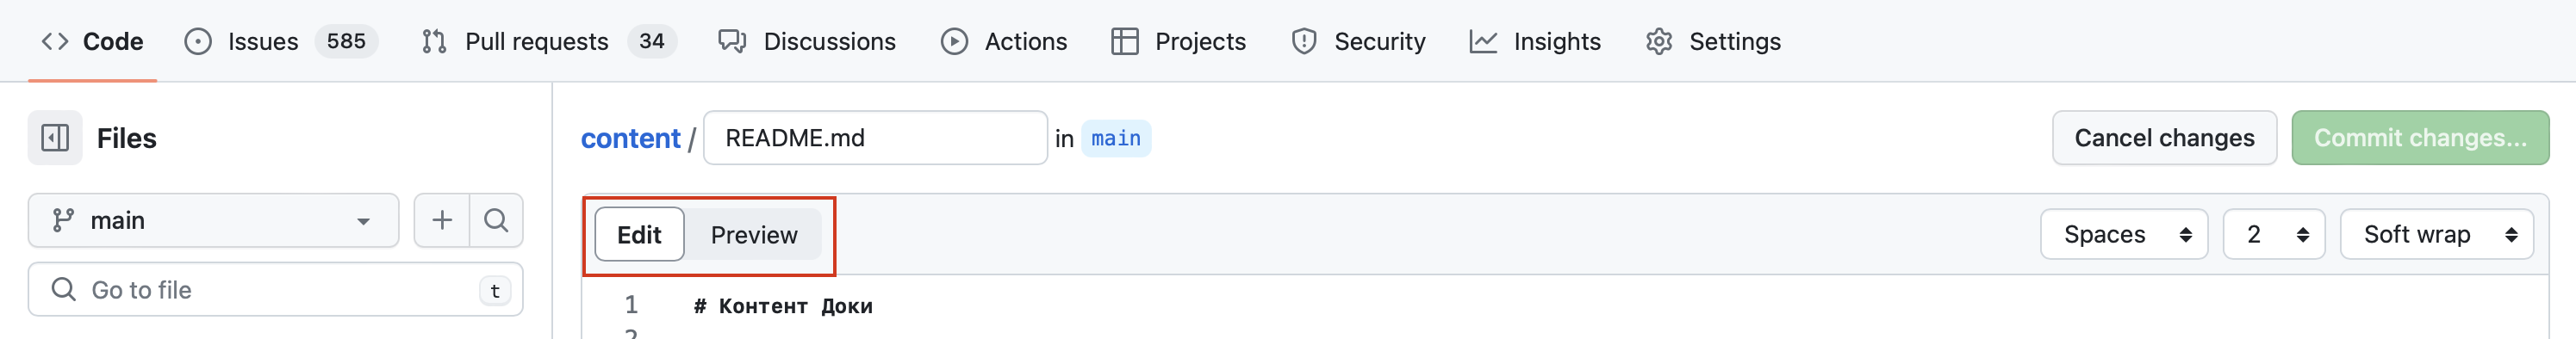 Code Issues 585 Pull requests 34 Discussions Actions Projects Security Insights Settings
Files
content / README.md in main
Cancel changes Commit changes...
main
Edit Preview
Spaces 2 Soft wrap
Go to file t
1 # Контент Доки
2